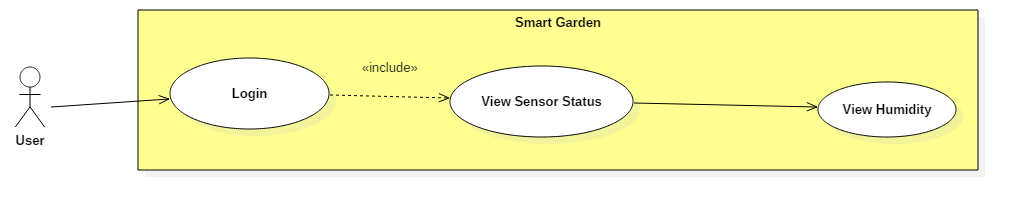 Smart Garden
«include»
Login
View Sensor Status
View Humidity
User